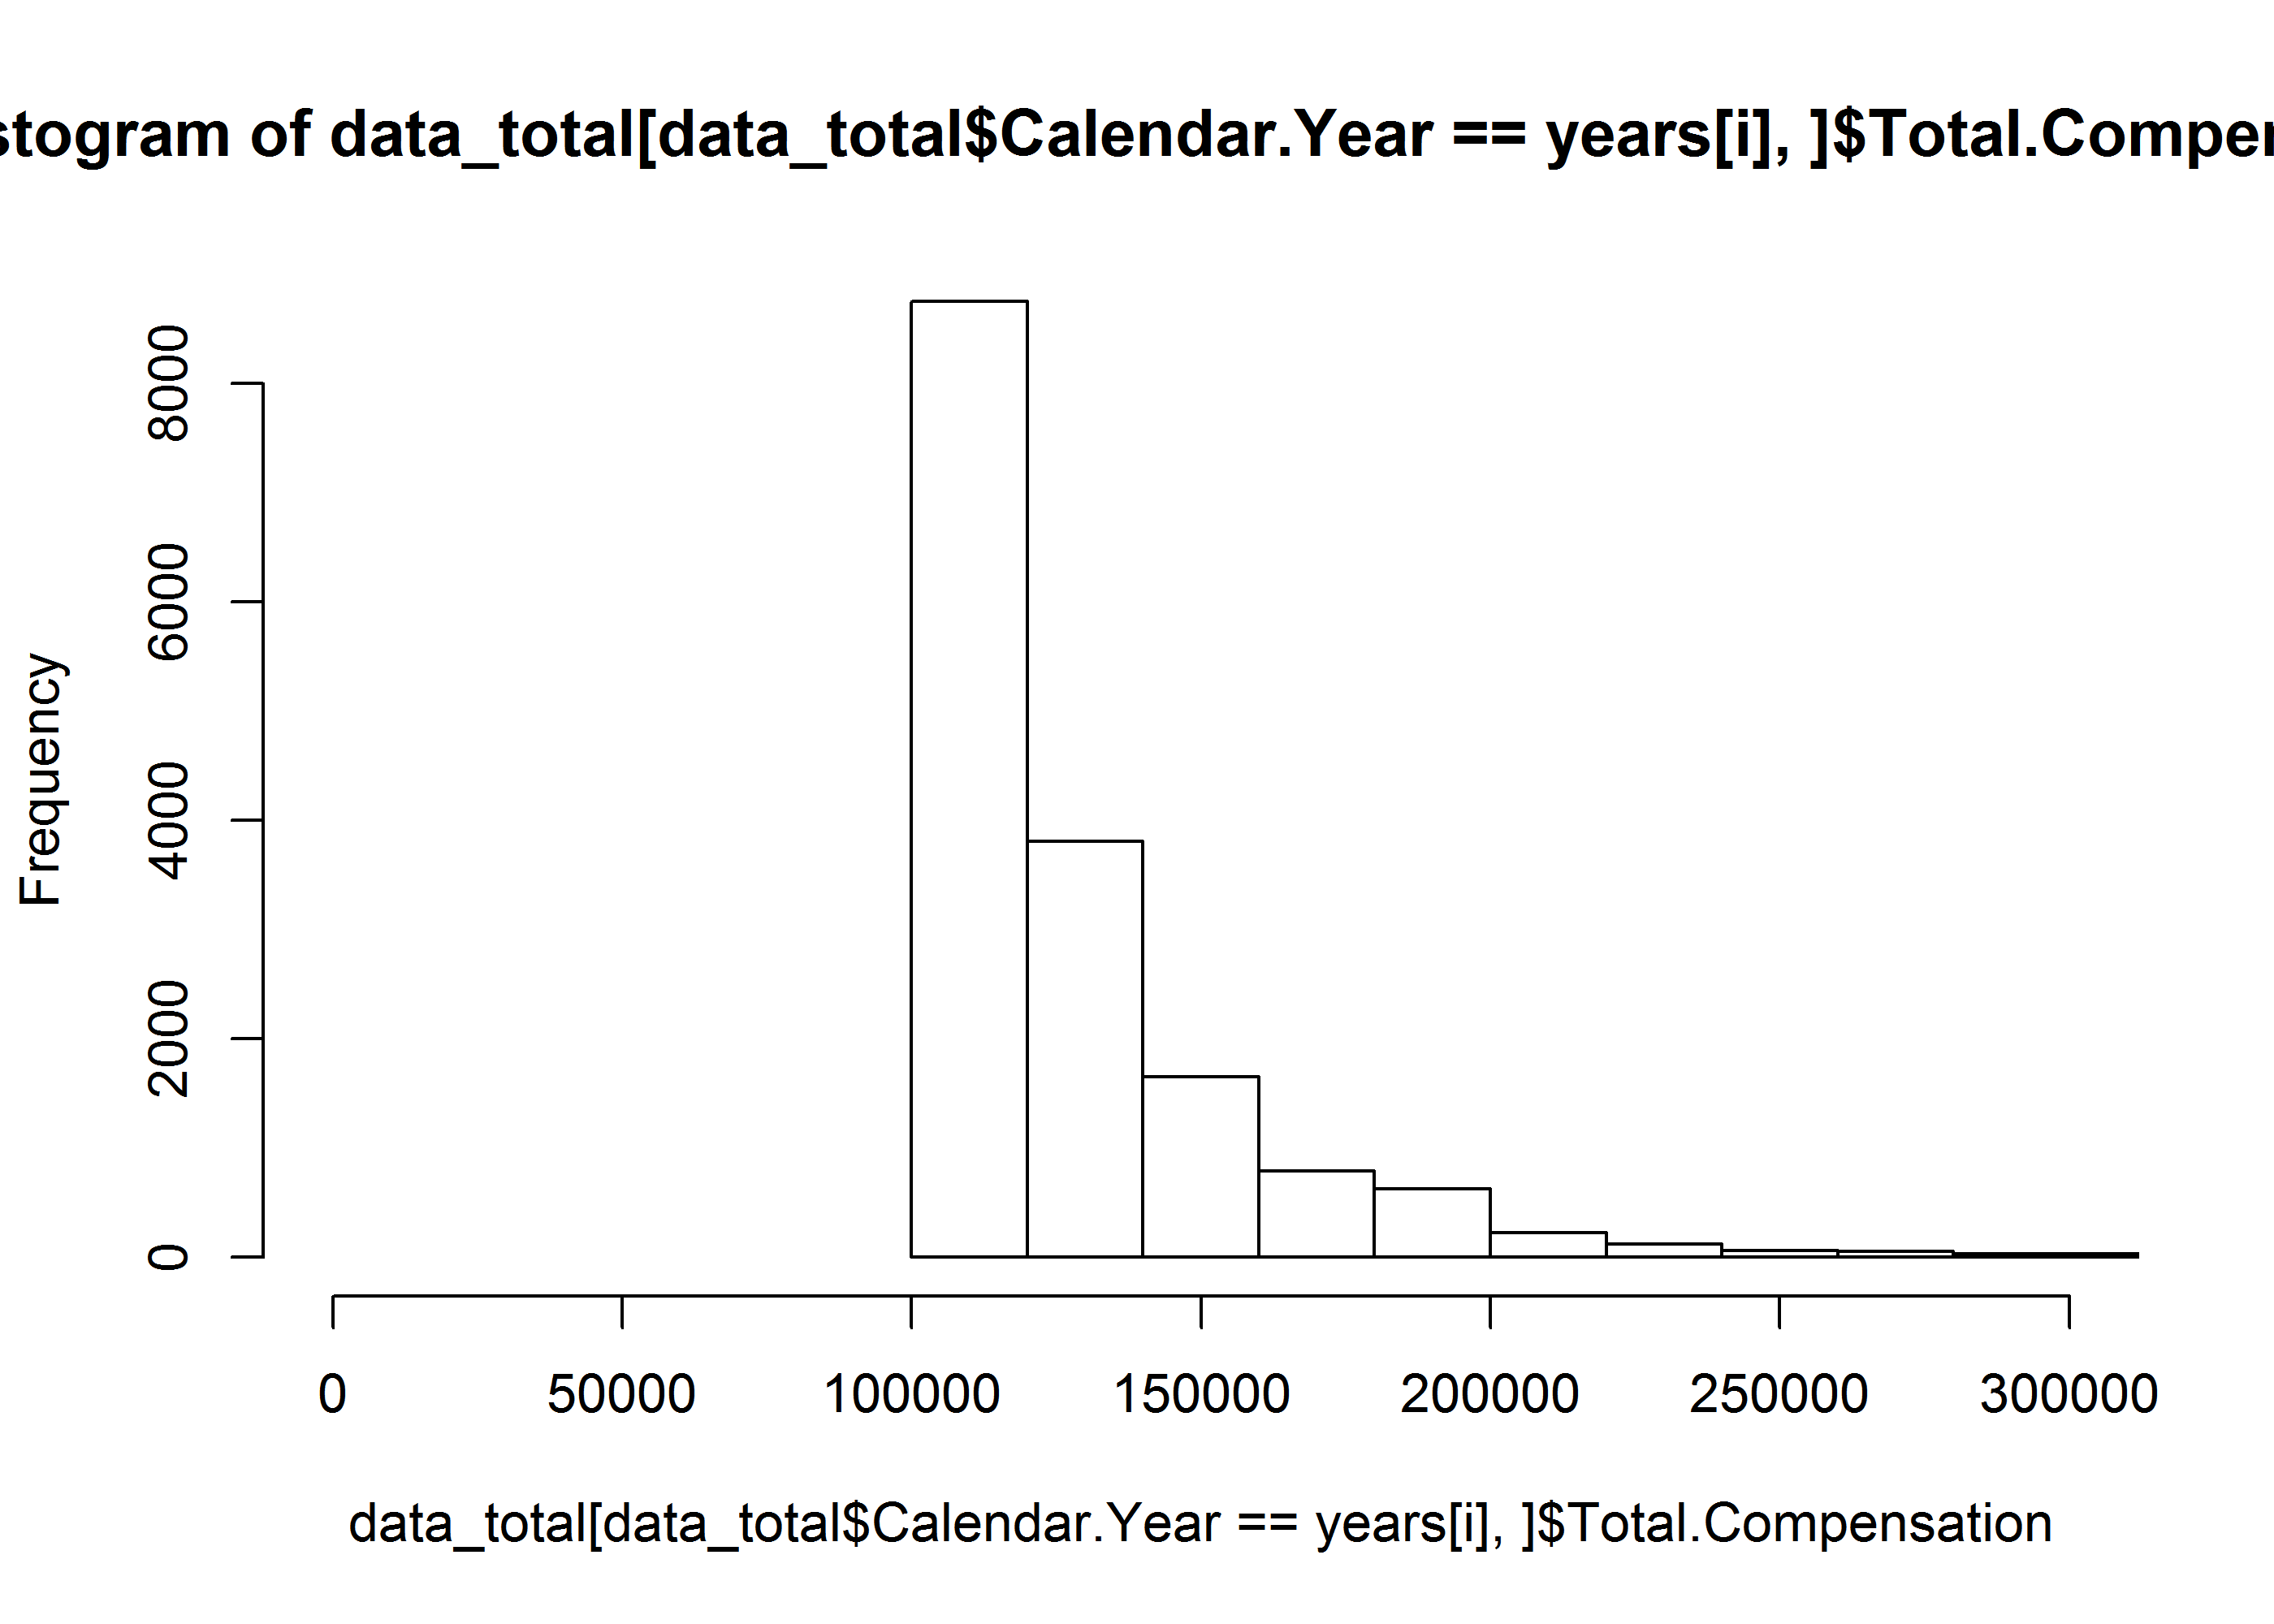 stogram of data_total[data_total$Calendar.Year == years[i], ]$Total.Compen
Frequency
8000
6000
4000
2000
0
0 50000 100000 150000 200000 250000 300000
data_total[data_total$Calendar.Year == years[i], ]$Total.Compensation